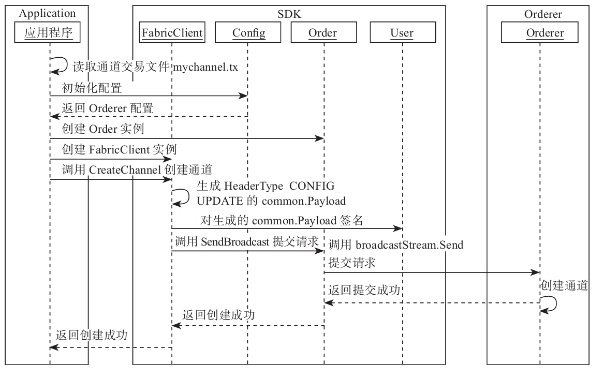 Application
SDK
Orderer
应用程序
FabricClient
Config
Order
User
Orderer
读取通道交易文件 mychannel.tx
初始化配置
返回 Orderer 配置
创建 Order 实例
创建 FabricClient 实例
调用 CreateChannel 创建通道
生成 HeaderType CONFIG
UPDATE 的 common.Payload
对生成的 common.Payload 签名
调用 SendBroadcast 提交请求
调用 broadcastStream.Send
提交请求
创建通道
返回提交成功
返回创建成功
返回创建成功